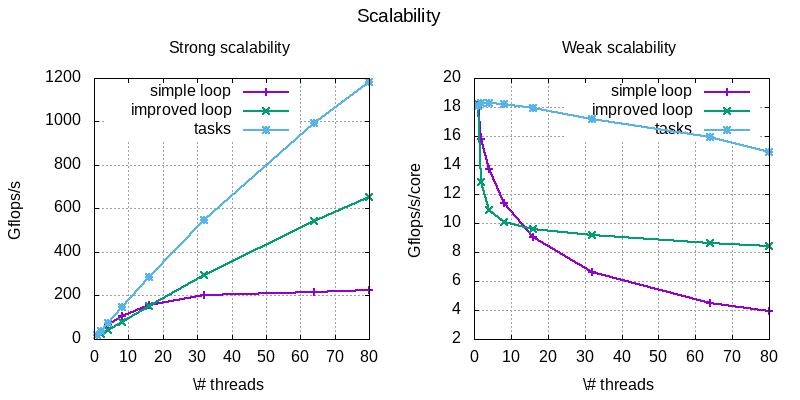 Scalability
Strong scalability
Gflops/s
1200
1000
800
600
400
200
0
simple loop
improved loop
tasks
0 10 20 30 40 50 60 70 80
\# threads
Weak scalability
Gflops/s/core
20
18
16
14
12
10
8
6
4
2
simple loop
improved loop
tasks
0 10 20 30 40 50 60 70 80
\# threads